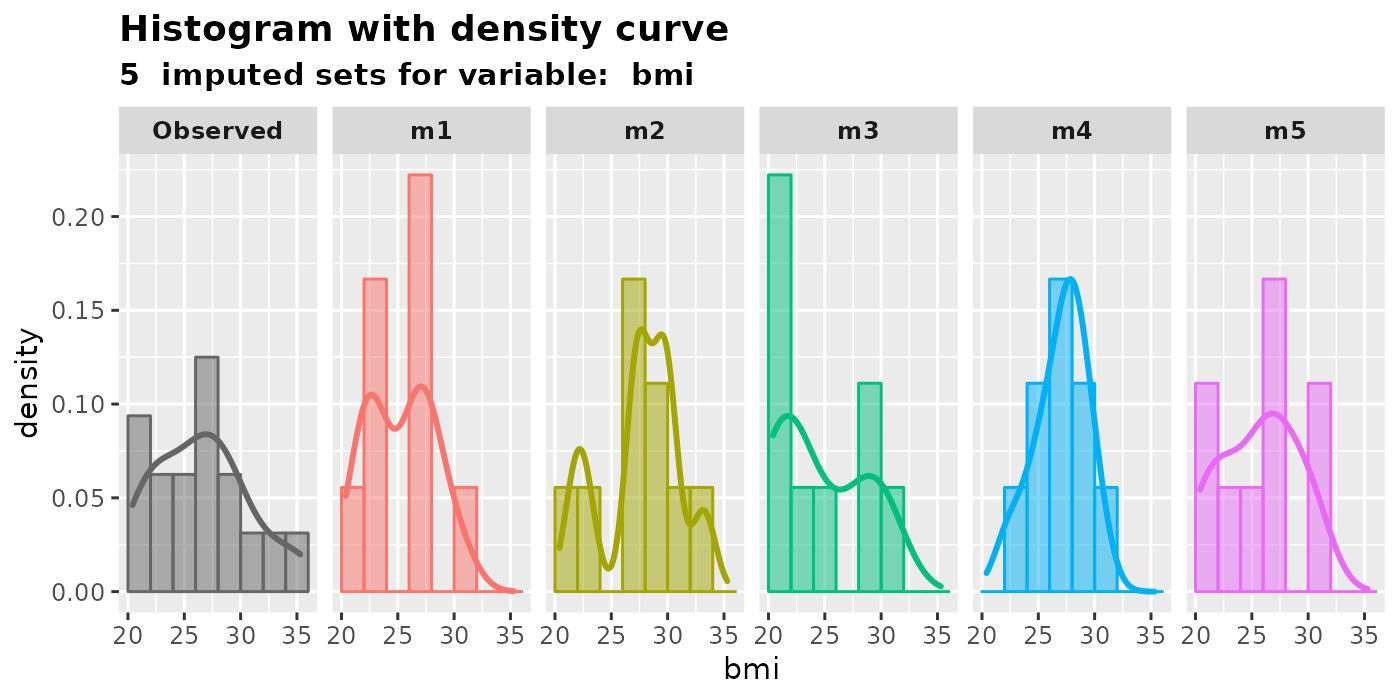 Histogram with density curve
5  imputed sets for variable:  bmi
Observed m1 m2 m3 m4 m5
density
0.20
0.15
0.10
0.05
0.00
20 25 30 35 20 25 30 35 20 25 30 35 20 25 30 35 20 25 30 35 20 25 30 35
bmi